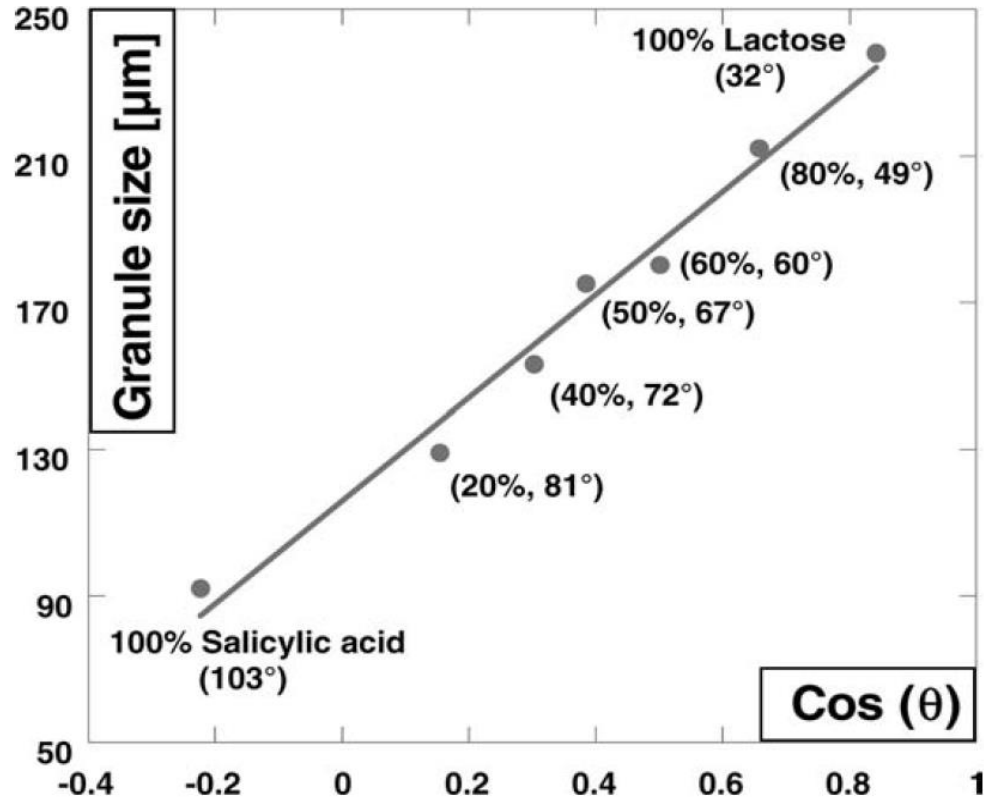 250
210
170
130
90
50
Granule size [µm]
100% Lactose
(32°)
(80%, 49°)
(60%, 60°)
(50%, 67°)
(40%, 72°)
(20%, 81°)
100% Salicylic acid
(103°)
Cos (θ)
-0.4 -0.2 0 0.2 0.4 0.6 0.8 1